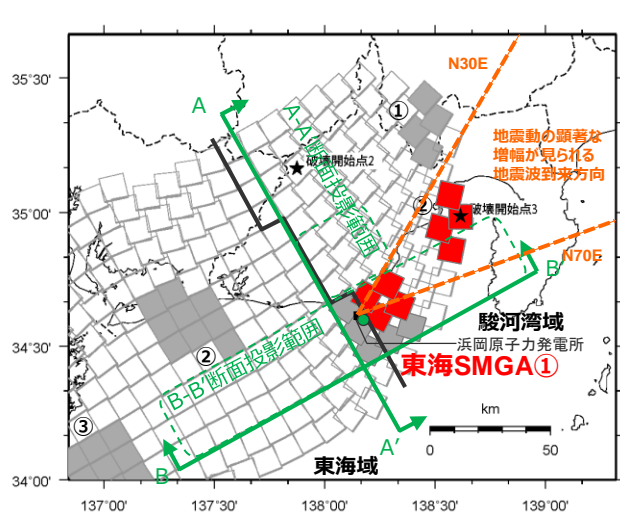 35°30'
35°00'
34°30'
34°00'
137°00'
137°30'
138°00'
138°30'
139°00'
N30E
地震動の顕著な
増幅が見られる
地震波到来方向
N70E
A
A-A'断面投影範囲
①
破壊開始点2
②
破壊開始点3
B'
駿河湾域
浜岡原子力発電所
東海SMGA①
B-B'断面投影範囲
②
③
km
0
50
A'
B
東海域